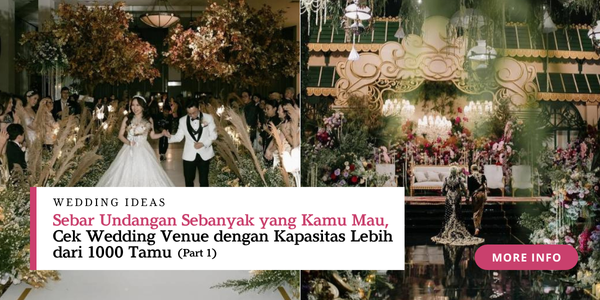 WEDDING IDEAS
Sebar Undangan Sebanyak yang Kamu Mau,
Cek Wedding Venue dengan Kapasitas Lebih
dari 1000 Tamu (Part 1)
MORE INFO